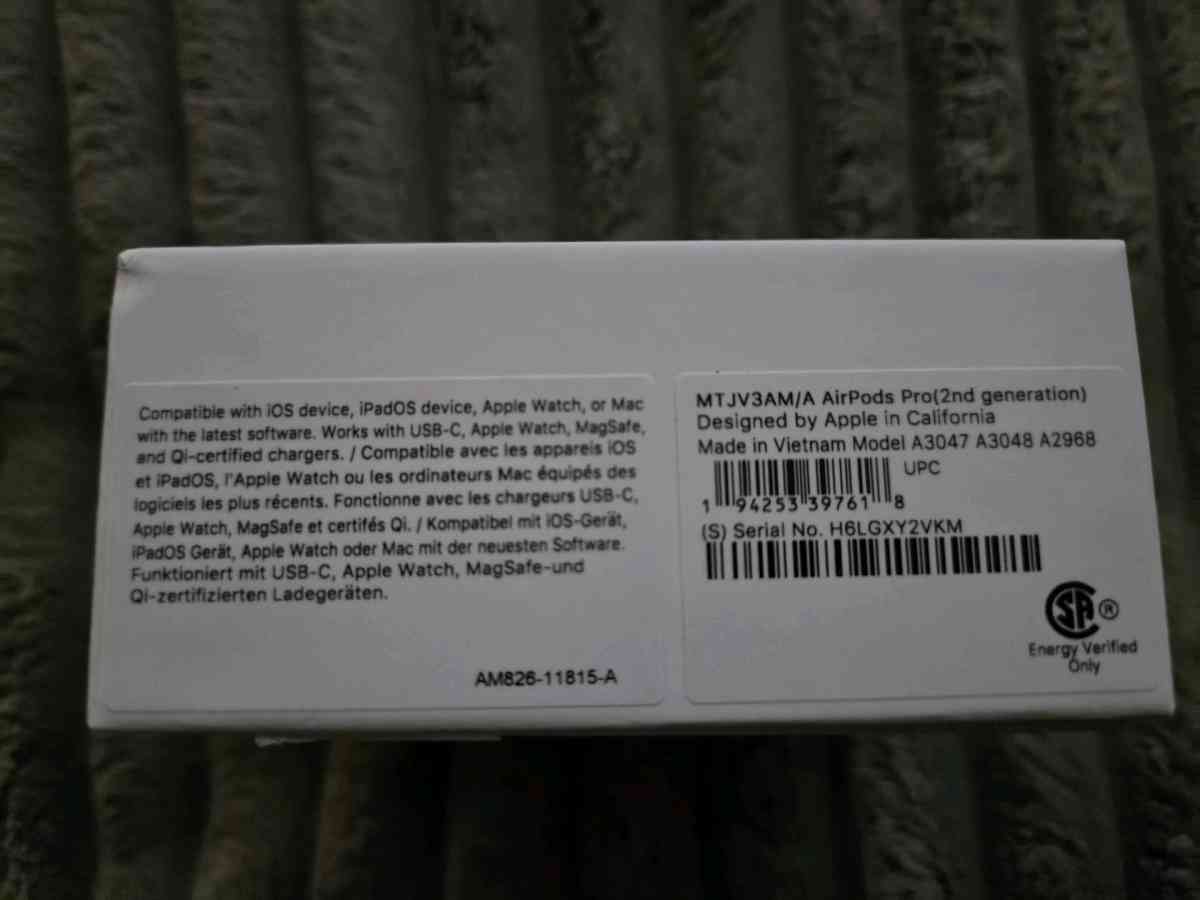 Compatible with iOS device, iPadOS device, Apple Watch, or Mac
with the latest software. Works with USB-C, Apple Watch, MagSafe,
and Qi-certified chargers. / Compatible avec les appareils iOS
et iPadOS, l'Apple Watch ou les ordinateurs Mac équipés des
logiciels les plus récents. Fonctionne avec les chargeurs USB-C,
Apple Watch, MagSafe et certifés Qi. / Kompatibel mit iOS-Gerät,
iPadOS Gerät, Apple Watch oder Mac mit der neuesten Software.
Funktioniert mit USB-C, Apple Watch, MagSafe-und
Qi-zertifizierten Ladegeräten.
AM826-11815-A
MTJV3AM/A AirPods Pro(2nd generation)
Designed by Apple in California
Made in Vietnam Model A3047 A3048 A2968
UPC
1 94253 39761 8
(S) Serial No. H6LGXY2VKM
SA ®
Energy Verified
Only